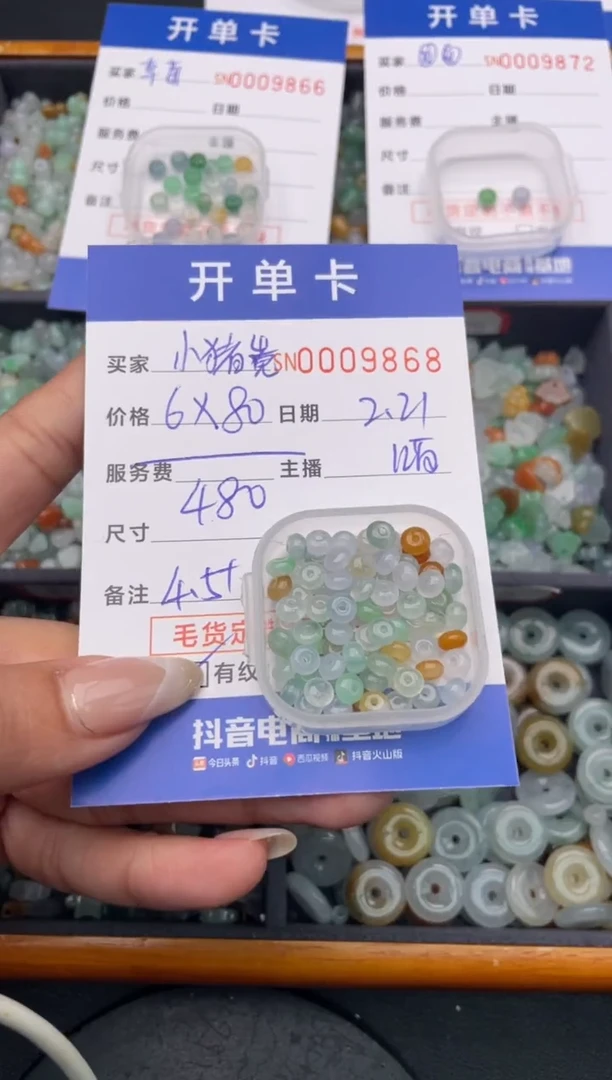 开单卡
买家 SN0009866
价格 日期
服务费 主播
尺寸
备注
开单卡
买家 SN0009872
价格 日期
服务费 主播
尺寸
备注
开单卡
买家 小猪 SN0009868
价格 6X80 日期 2.21
服务费 主播
480
尺寸
备注 4.5+
毛货定
有纹
抖音电商
今日头条 抖音 西瓜视频 抖音火山版